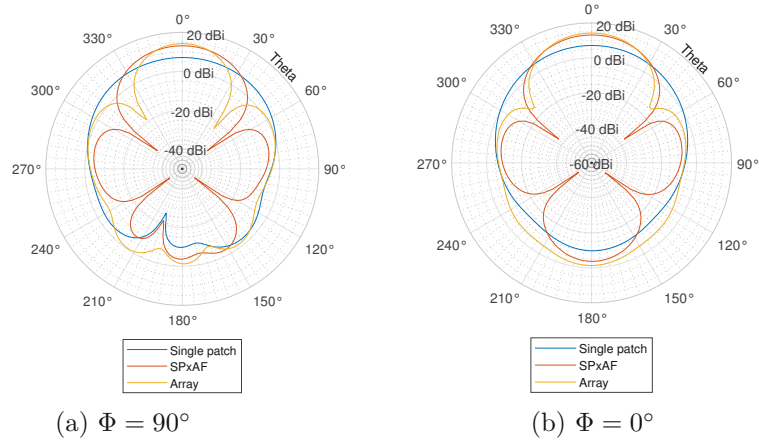 0°
20 dBi
330°
30°
Theta
0 dBi
300°
60°
-20 dBi
-40 dBi
270°
90°
240°
120°
210°
150°
180°
Single patch
SPxAF
Array
(a) Φ = 90°
0°
20 dBi
330°
30°
Theta
0 dBi
300°
60°
-20 dBi
-40 dBi
270°
-60 dBi
90°
240°
120°
210°
150°
180°
Single patch
SPxAF
Array
(b) Φ = 0°